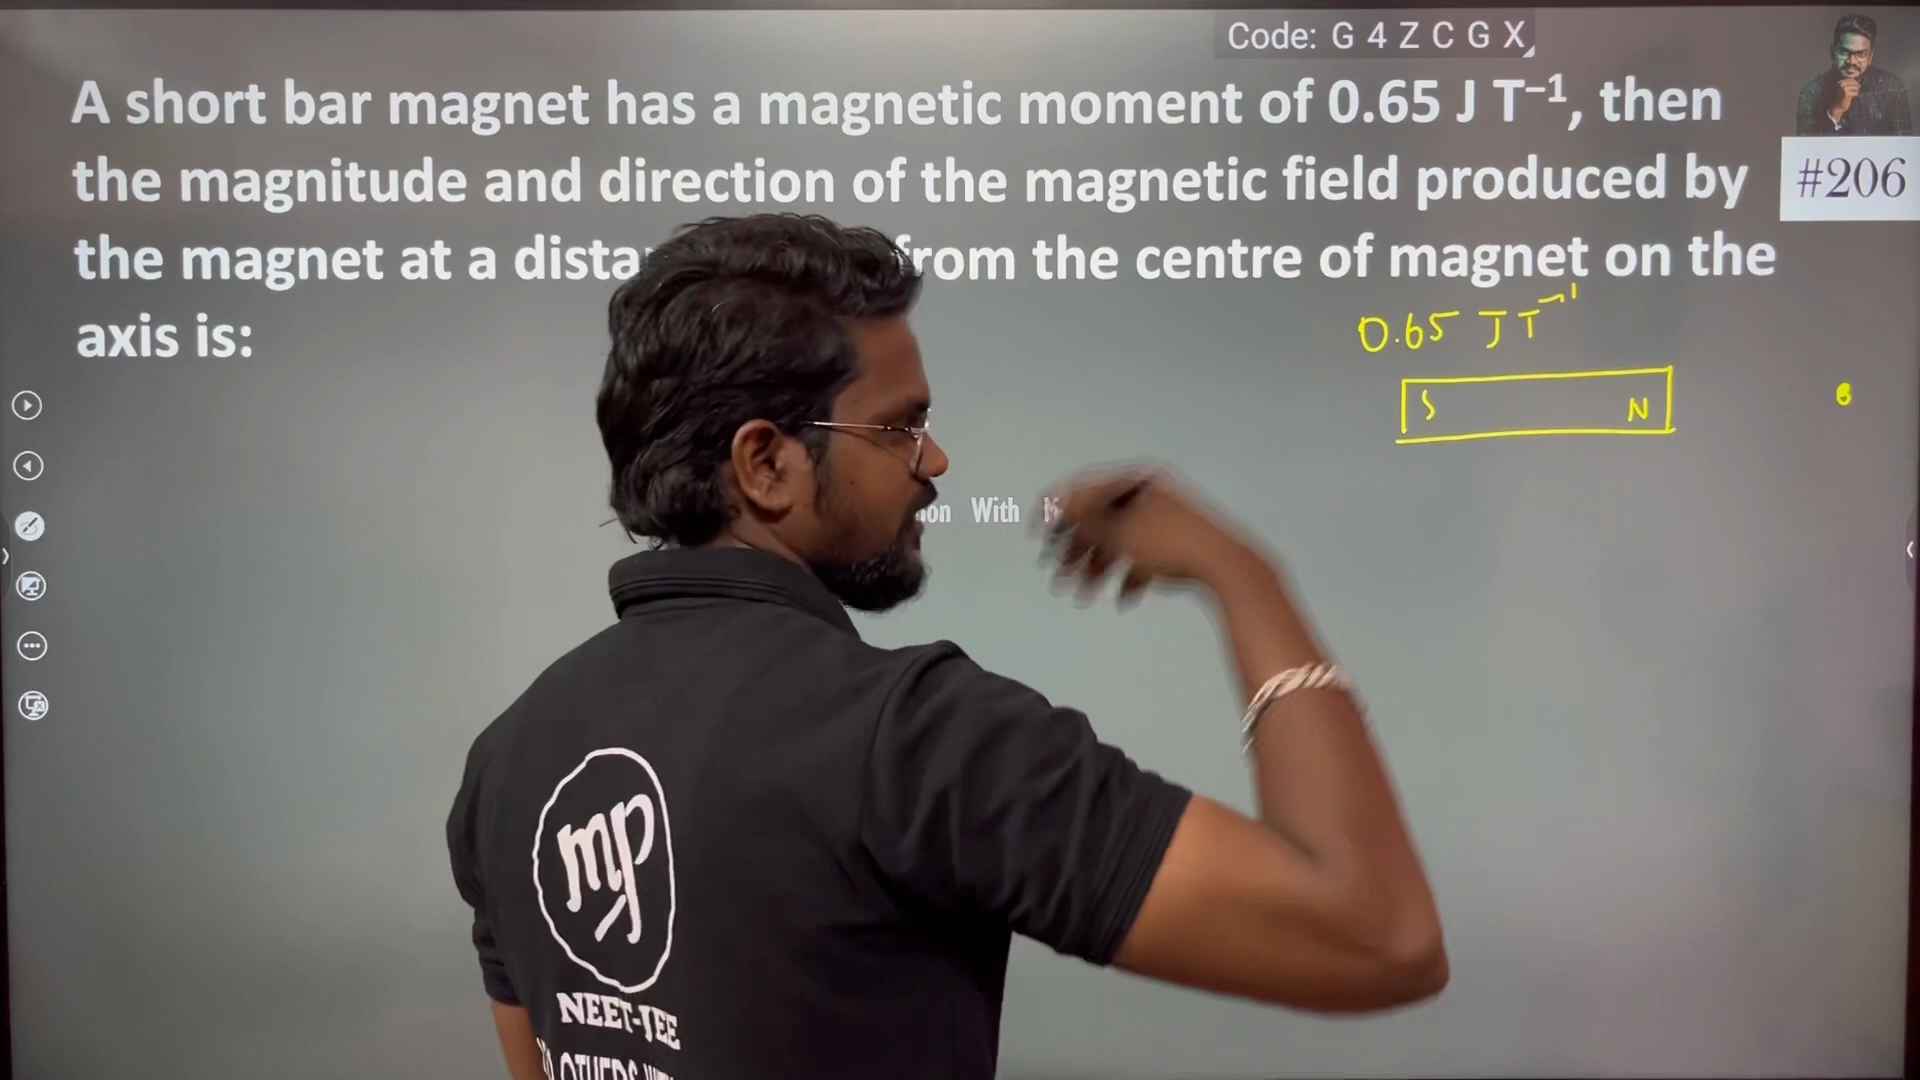 Code: G 4 Z C G X
A short bar magnet has a magnetic moment of 0.65 J T⁻¹, then
the magnitude and direction of the magnetic field produced by
#206
the magnet at a from the centre of magnet on the
axis is:
0.65 J T⁻¹
S N
With
mp
NEET-JEE